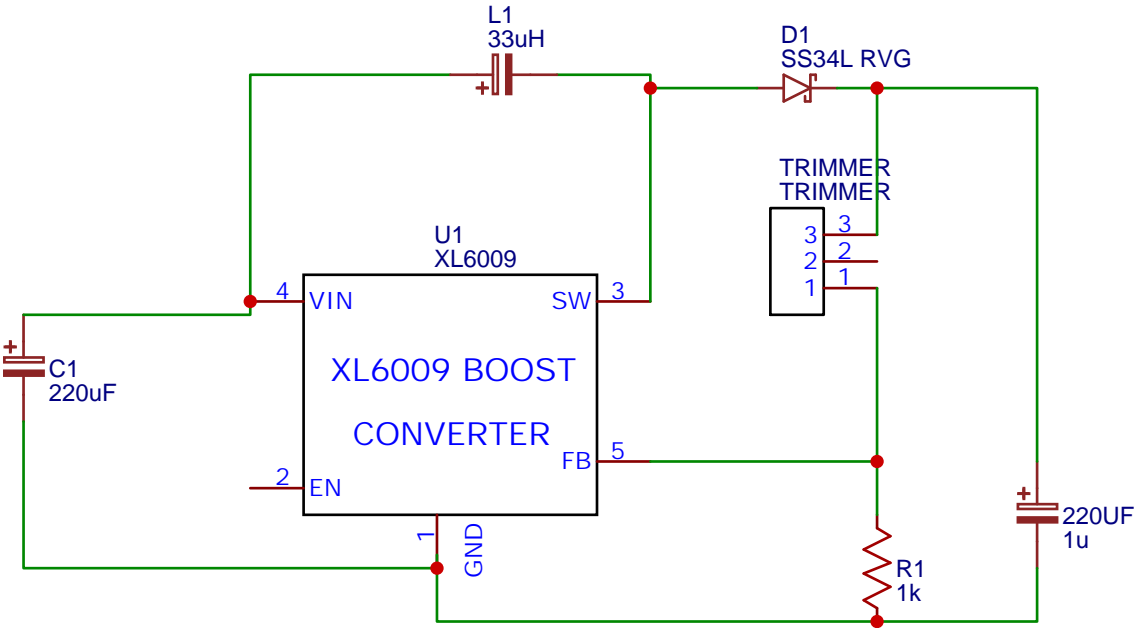 L1
33uH
D1
SS34L RVG
TRIMMER
TRIMMER
3 3
2 2
1 1
U1
XL6009
4 VIN
SW 3
XL6009 BOOST
CONVERTER
+
+
C1
220uF
FB 5
2 EN
1
GND
+
220UF
1u
R1
1k